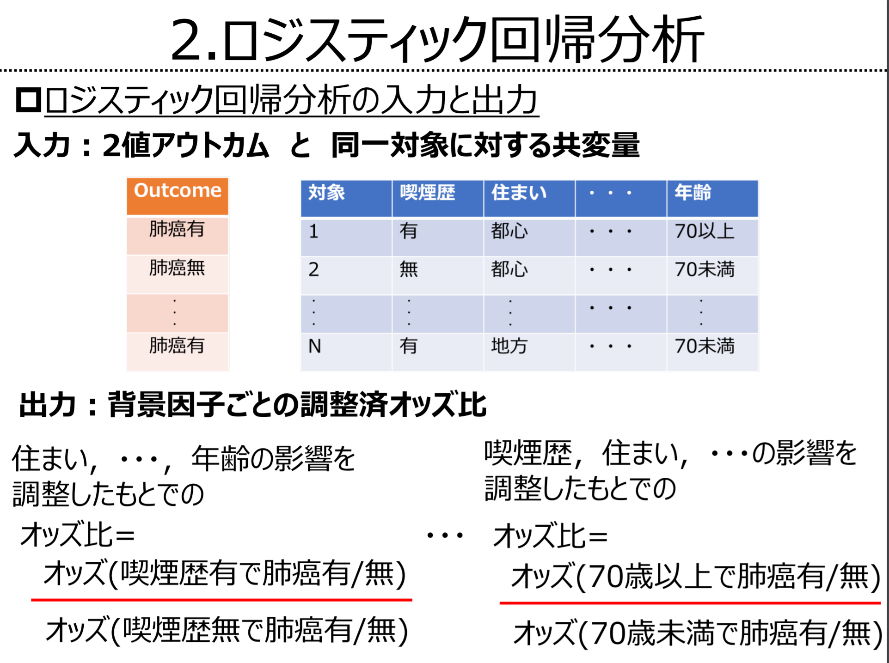 2.ロジスティック回帰分析
ロジスティック回帰分析の入力と出力
入力：2値アウトカム と 同一対象に対する共変量
Outcome
肺癌有
肺癌無
・・・
肺癌有
対象 喫煙歴 住まい ・・・ 年齢
1 有 都心 ・・・ 70以上
2 無 都心 ・・・ 70未満
・・・ ・・・ ・・・ ・・・ ・・・
N 有 地方 ・・・ 70未満
出力：背景因子ごとの調整済オッズ比
住まい，・・・，年齢の影響を
調整したもとでの
オッズ比=
オッズ(喫煙歴有で肺癌有/無)
オッズ(喫煙歴無で肺癌有/無)
・・・
喫煙歴，住まい，・・・の影響を
調整したもとでの
オッズ比=
オッズ(70歳以上で肺癌有/無)
オッズ(70歳未満で肺癌有/無)